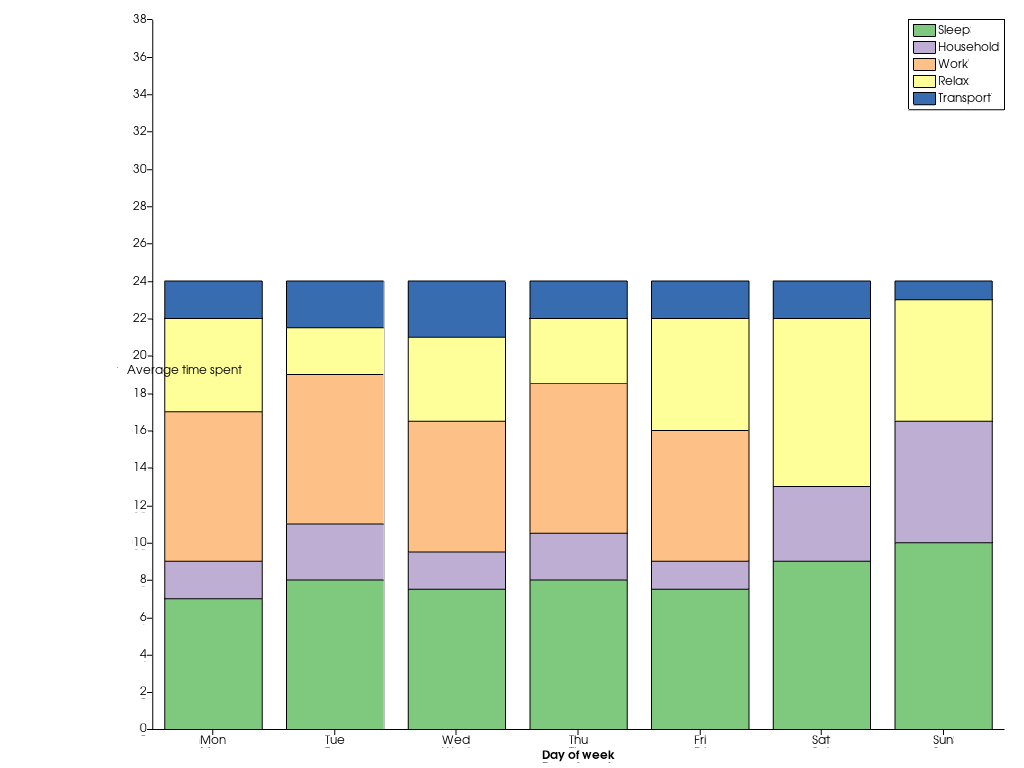 38
36
34
32
30
28
26
24
22
20
18
16
14
12
10
8
6
4
2
0
Average time spent
Sleep
Household
Work
Relax
Transport
Mon Tue Wed Thu Fri Sat Sun
Day of week